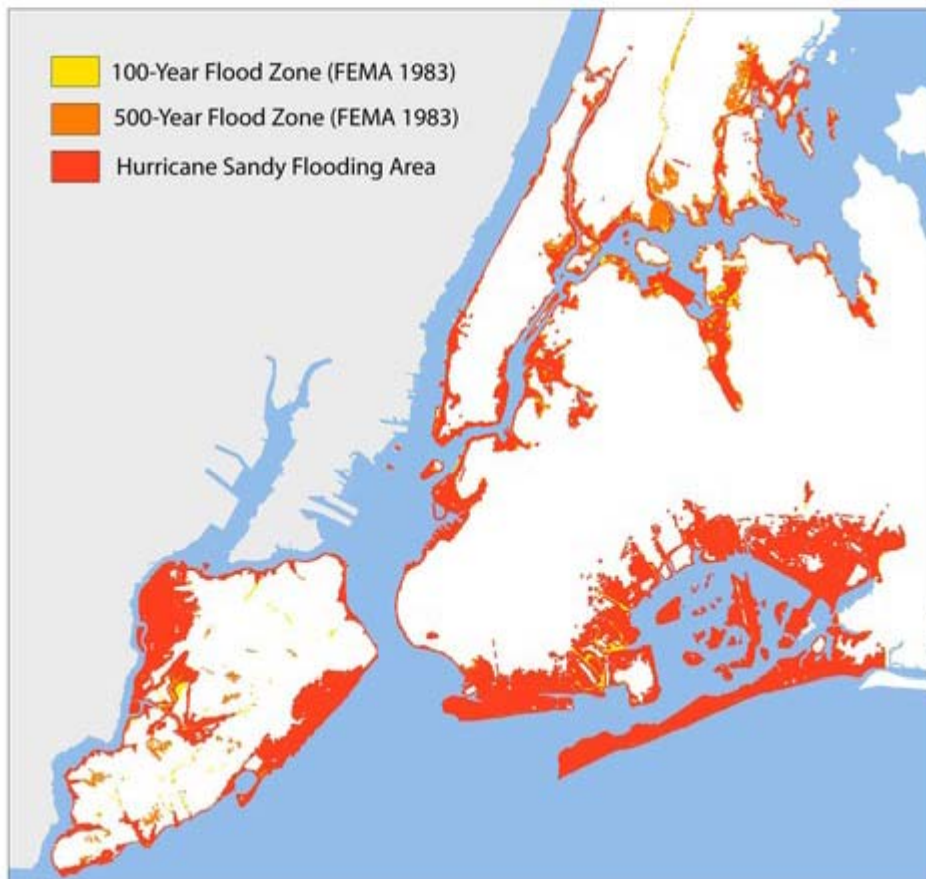 100-Year Flood Zone (FEMA 1983)
500-Year Flood Zone (FEMA 1983)
Hurricane Sandy Flooding Area